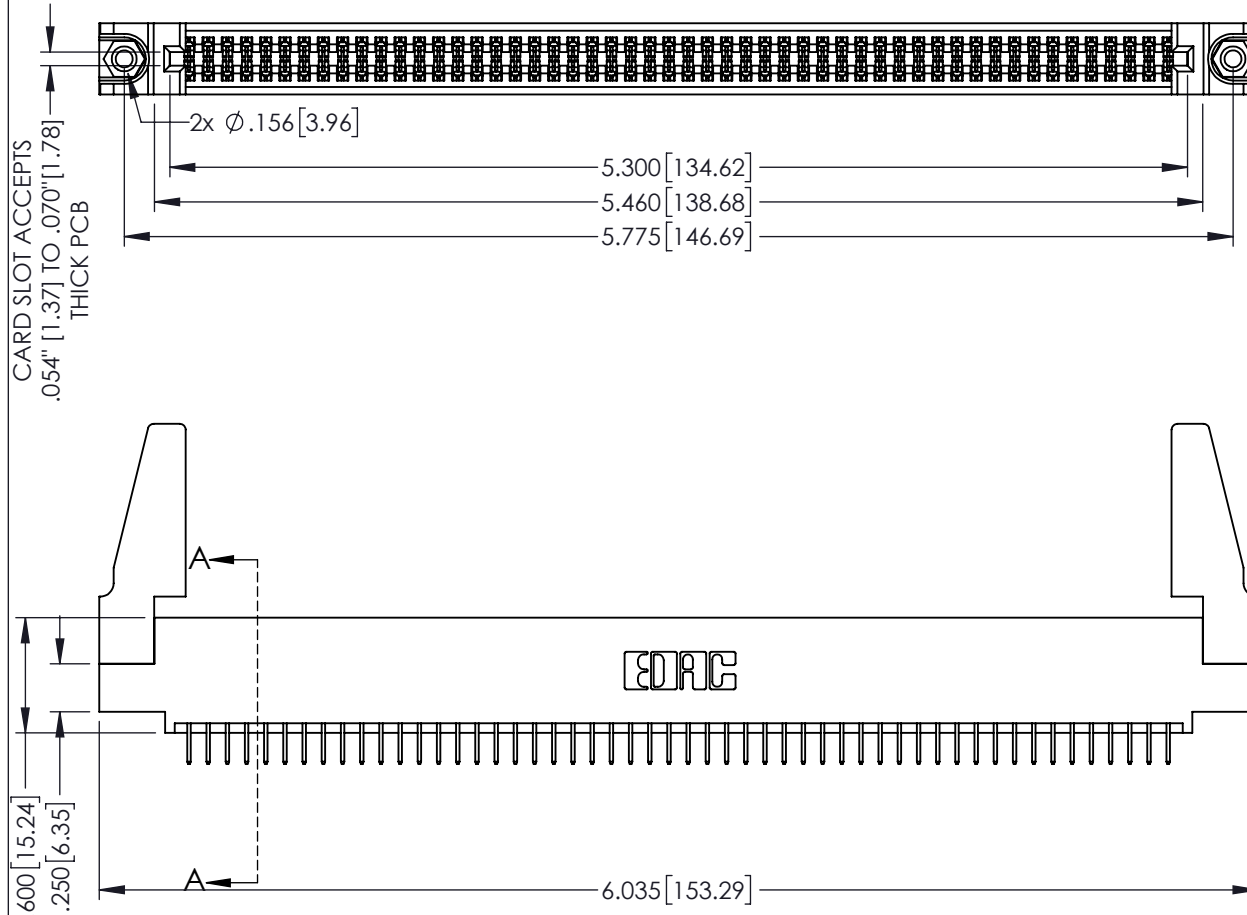 2x Ø.156[3.96]
5.300[134.62]
5.460[138.68]
5.775[146.69]
CARD SLOT ACCEPTS
.054" [1.37] TO .070"[1.78]
THICK PCB
A
EDAC
600[15.24]
.250[6.35]
A
6.035[153.29]